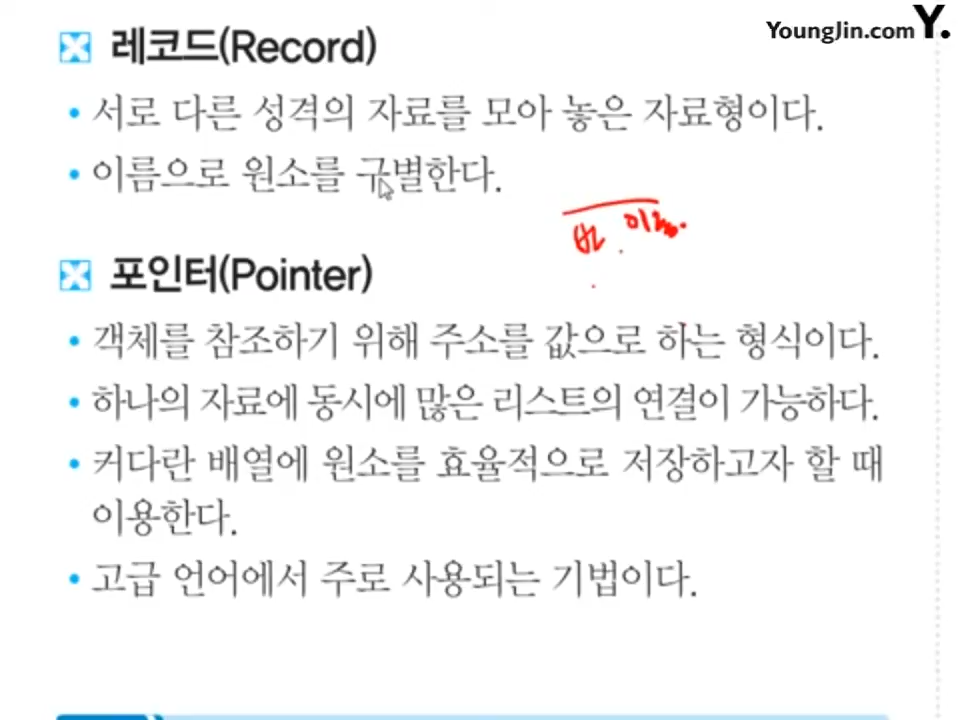 YoungJin.com Y.
레코드(Record)
• 서로 다른 성격의 자료를 모아 놓은 자료형이다.
• 이름으로 원소를 구별한다.
포인터(Pointer)
• 객체를 참조하기 위해 주소를 값으로 하는 형식이다.
• 하나의 자료에 동시에 많은 리스트의 연결이 가능하다.
• 커다란 배열에 원소를 효율적으로 저장하고자 할 때
이용한다.
• 고급 언어에서 주로 사용되는 기법이다.